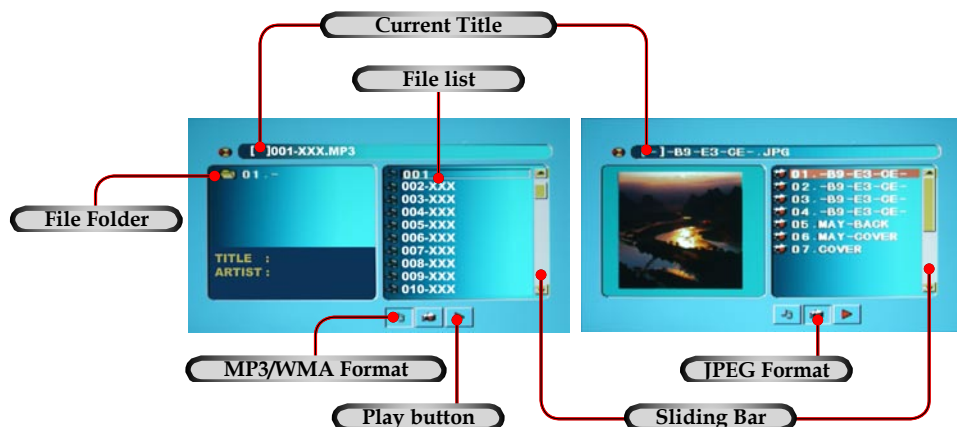 Current Title
File list
[ ]001-XXX.MP3
01.-
File Folder
TITLE :
ARTIST :
001
002-XXX
003-XXX
004-XXX
005-XXX
006-XXX
007-XXX
008-XXX
009-XXX
010-XXX
[ - ]-B9-E3-CE-.JPG
01.-B9-E3-CE-
02.-B9-E3-CE-
03.-B9-E3-CE-
04.-B9-E3-CE-
05.MAY-BACK
06.MAY-COVER
07.COVER
MP3/WMA Format
JPEG Format
Play button
Sliding Bar